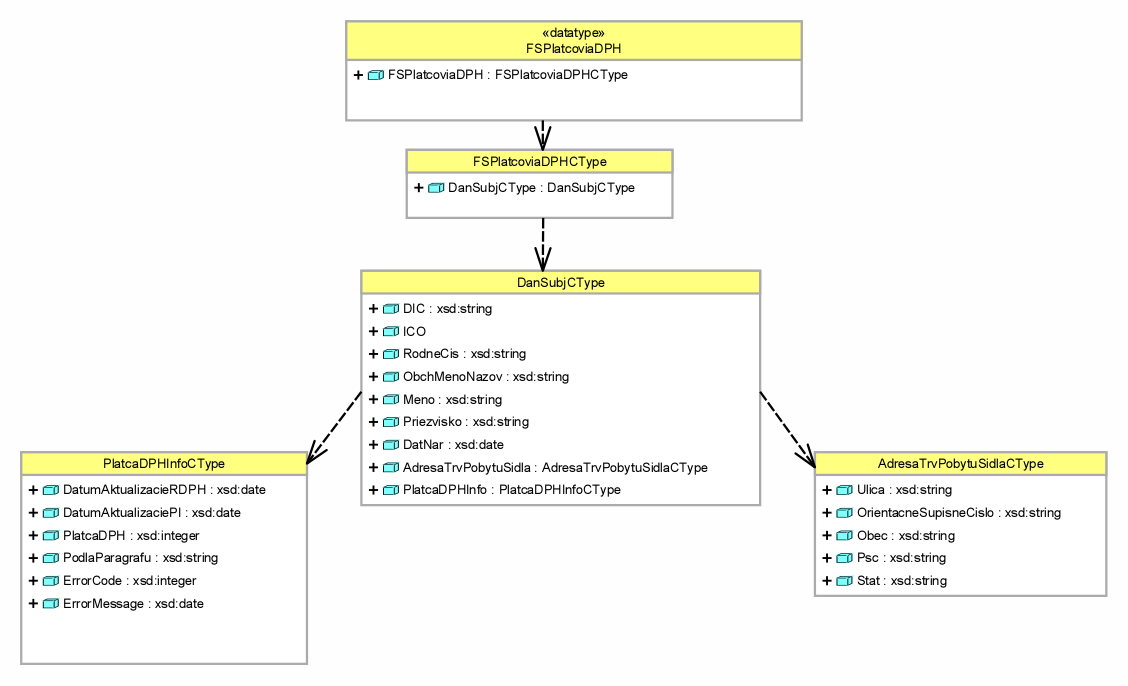 «datatype»
FSPlatcoviaDPH
+ FSPlatcoviaDPH : FSPlatcoviaDPHCType
FSPlatcoviaDPHCType
+ DanSubjCType : DanSubjCType
DanSubjCType
+ DIC : xsd:string
+ ICO
+ RodneCis : xsd:string
+ ObchMenoNazov : xsd:string
+ Meno : xsd:string
+ Priezvisko : xsd:string
+ DatNar : xsd:date
+ AdresaTrvPobytuSidla : AdresaTrvPobytuSidlaCType
+ PlatcaDPHInfo : PlatcaDPHInfoCType
PlatcaDPHInfoCType
+ DatumAktualizacieRDPH : xsd:date
+ DatumAktualizaciePI : xsd:date
+ PlatcaDPH : xsd:integer
+ PodlaParagrafu : xsd:string
+ ErrorCode : xsd:integer
+ ErrorMessage : xsd:date
AdresaTrvPobytuSidlaCType
+ Ulica : xsd:string
+ OrientacneSupisneCislo : xsd:string
+ Obec : xsd:string
+ Psc : xsd:string
+ Stat : xsd:string